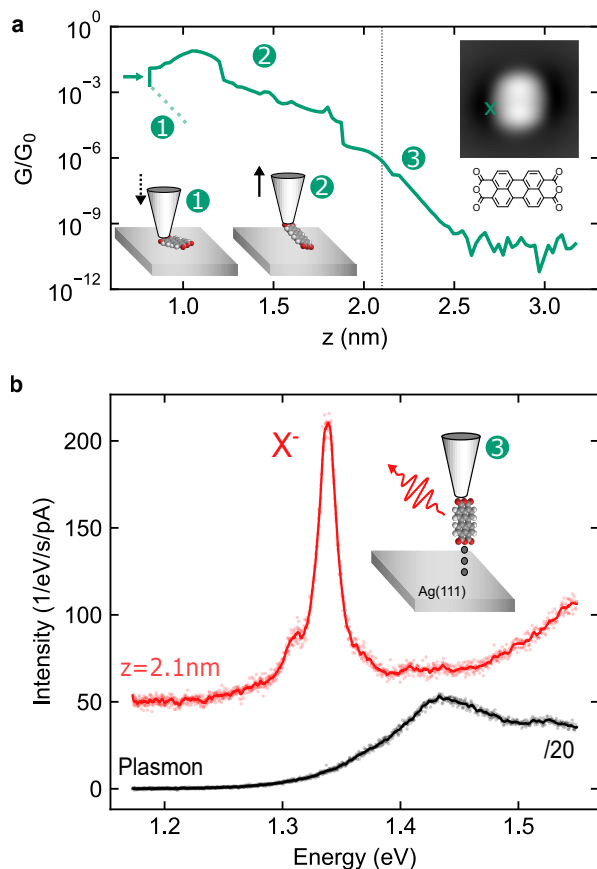 a
10⁰
10⁻³
10⁻⁶
10⁻⁹
10⁻¹²
G/G₀
1
2
3
x
1
2
O O
O O
O O
1.0 1.5 2.0 2.5 3.0
z (nm)
b
200
150
100
50
0
Intensity (1/eV/s/pA)
X⁻
3
Ag(111)
z=2.1nm
Plasmon
/20
1.2 1.3 1.4 1.5
Energy (eV)